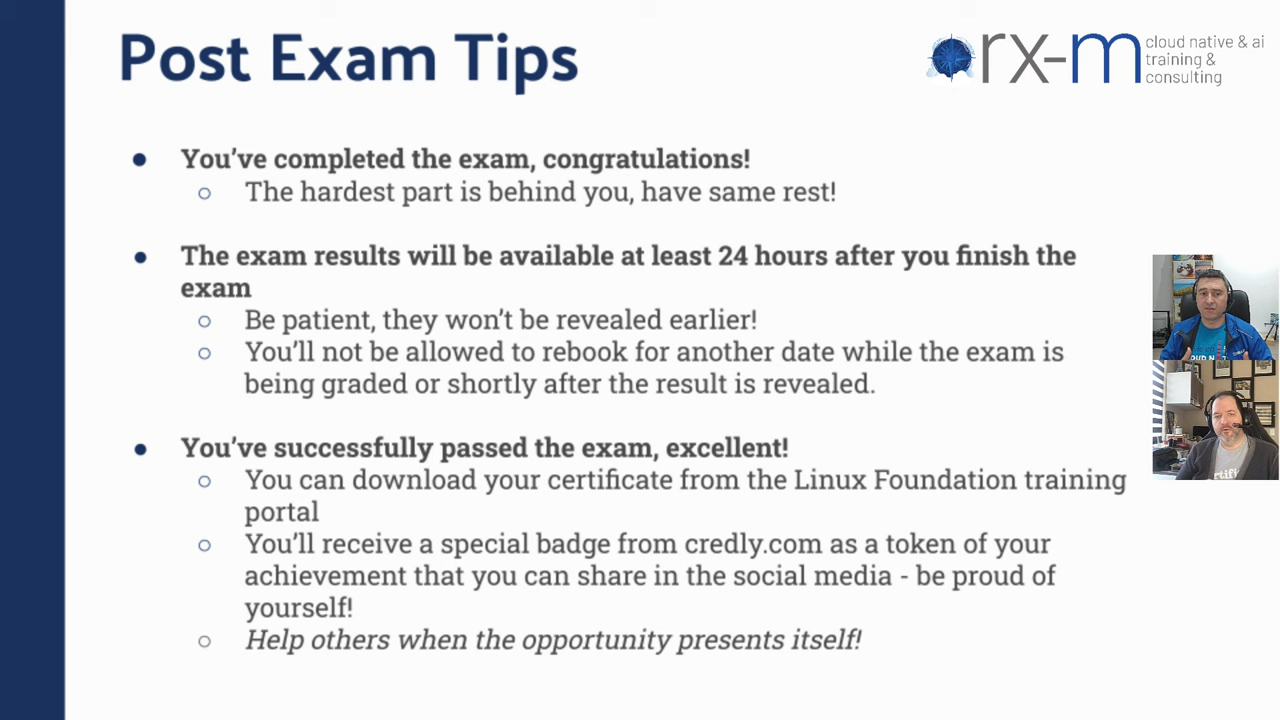 Post Exam Tips
rx-m
cloud native & ai
training &
consulting
● You’ve completed the exam, congratulations!
○ The hardest part is behind you, have same rest!
● The exam results will be available at least 24 hours after you finish the
exam
○ Be patient, they won’t be revealed earlier!
○ You’ll not be allowed to rebook for another date while the exam is
being graded or shortly after the result is revealed.
● You’ve successfully passed the exam, excellent!
○ You can download your certificate from the Linux Foundation training
portal
○ You’ll receive a special badge from credly.com as a token of your
achievement that you can share in the social media - be proud of
yourself!
○ Help others when the opportunity presents itself!